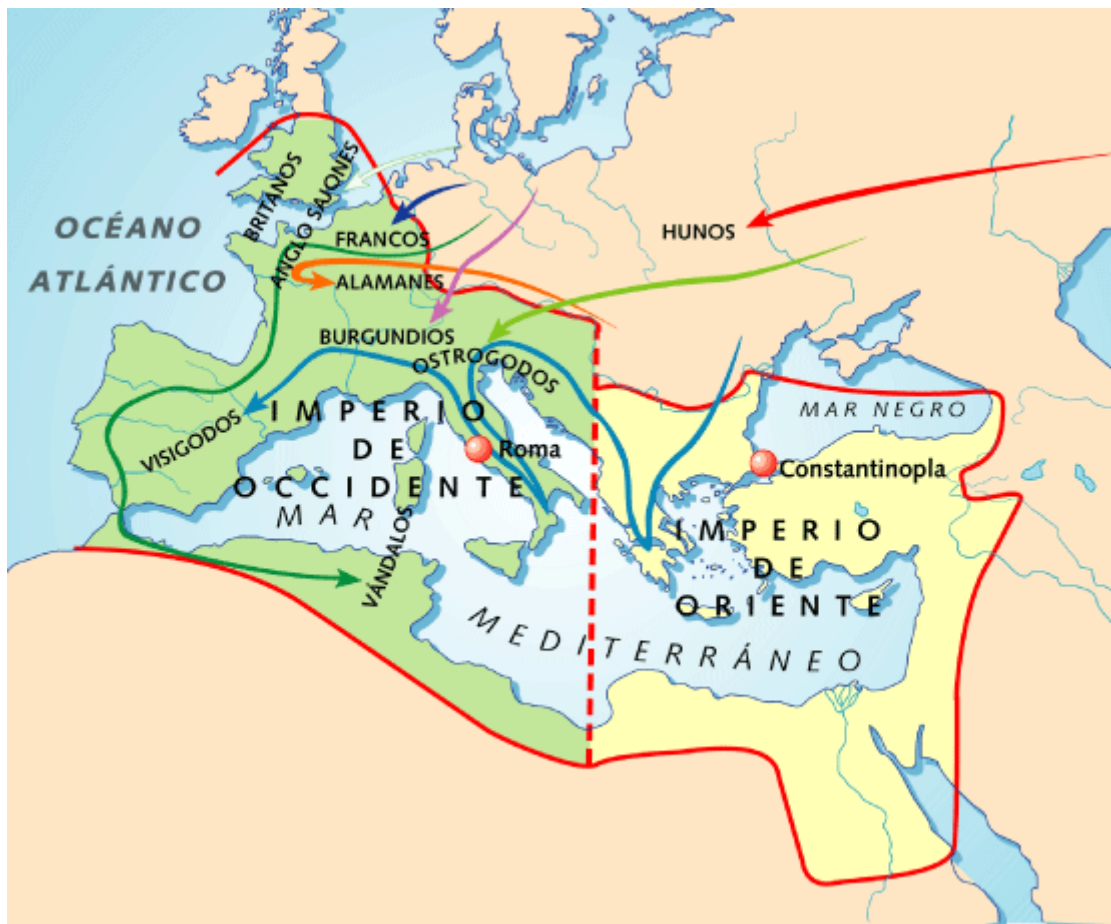 OCÉANO
ATLÁNTICO
BRITANOS
ANGLO SAJONES
FRANCOS
ALAMANES
BURGUNDIOS
OSTROGODOS
HUNOS
VISIGODOS
IMPERIO
DE
OCCIDENTE
Roma
MAR
VÁNDALOS
MAR NEGRO
Constantinopla
IMPERIO
DE
ORIENTE
MEDITERRÁNEO